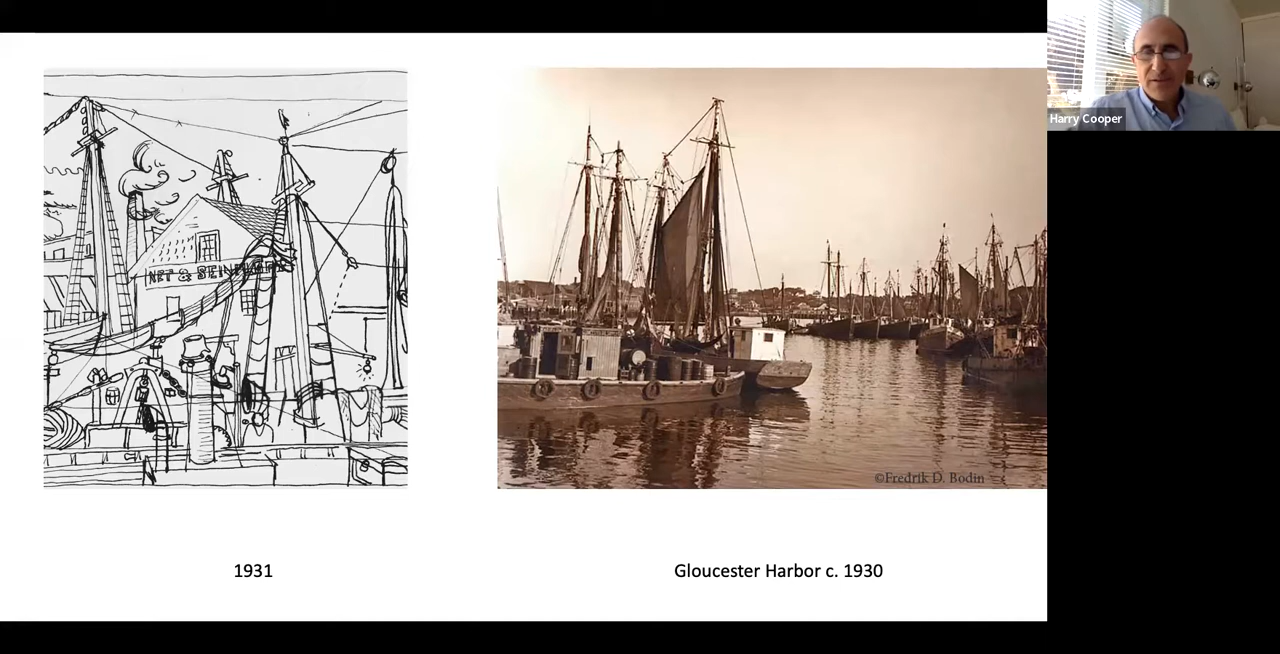 Harry Cooper
NET & SEINE
©Fredrik D. Bodin
1931
Gloucester Harbor c. 1930